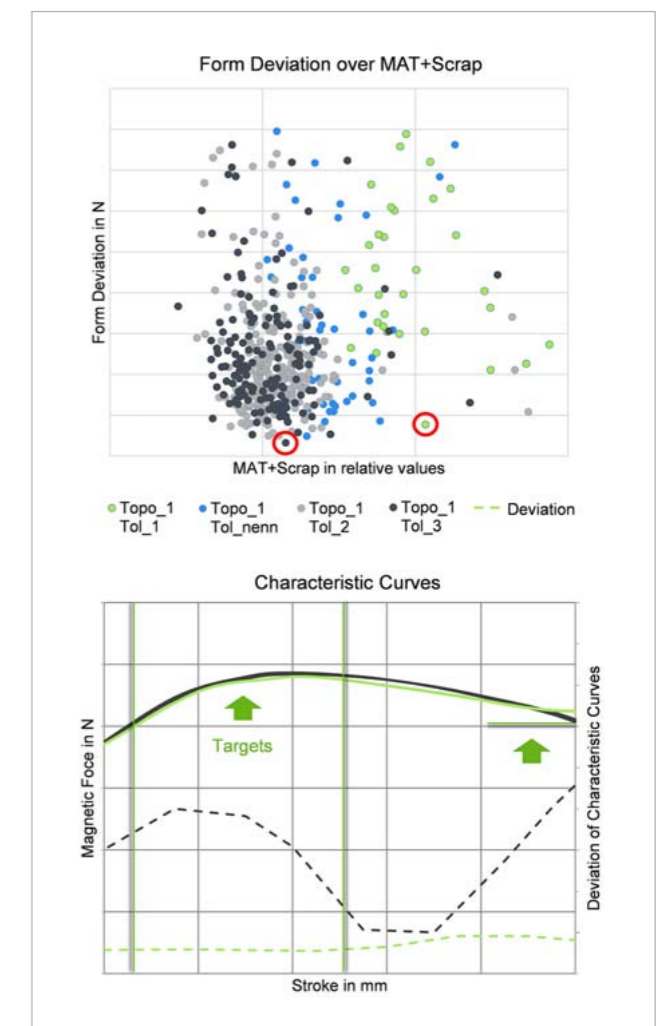 Form Deviation over MAT+Scrap
Form Deviation in N
MAT+Scrap in relative values
Topo_1 Tol_1
Topo_1 Tol_nenn
Topo_1 Tol_2
Topo_1 Tol_3
Deviation
Characteristic Curves
Magnetic Foce in N
Targets
Deviation of Characteristic Curves
Stroke in mm